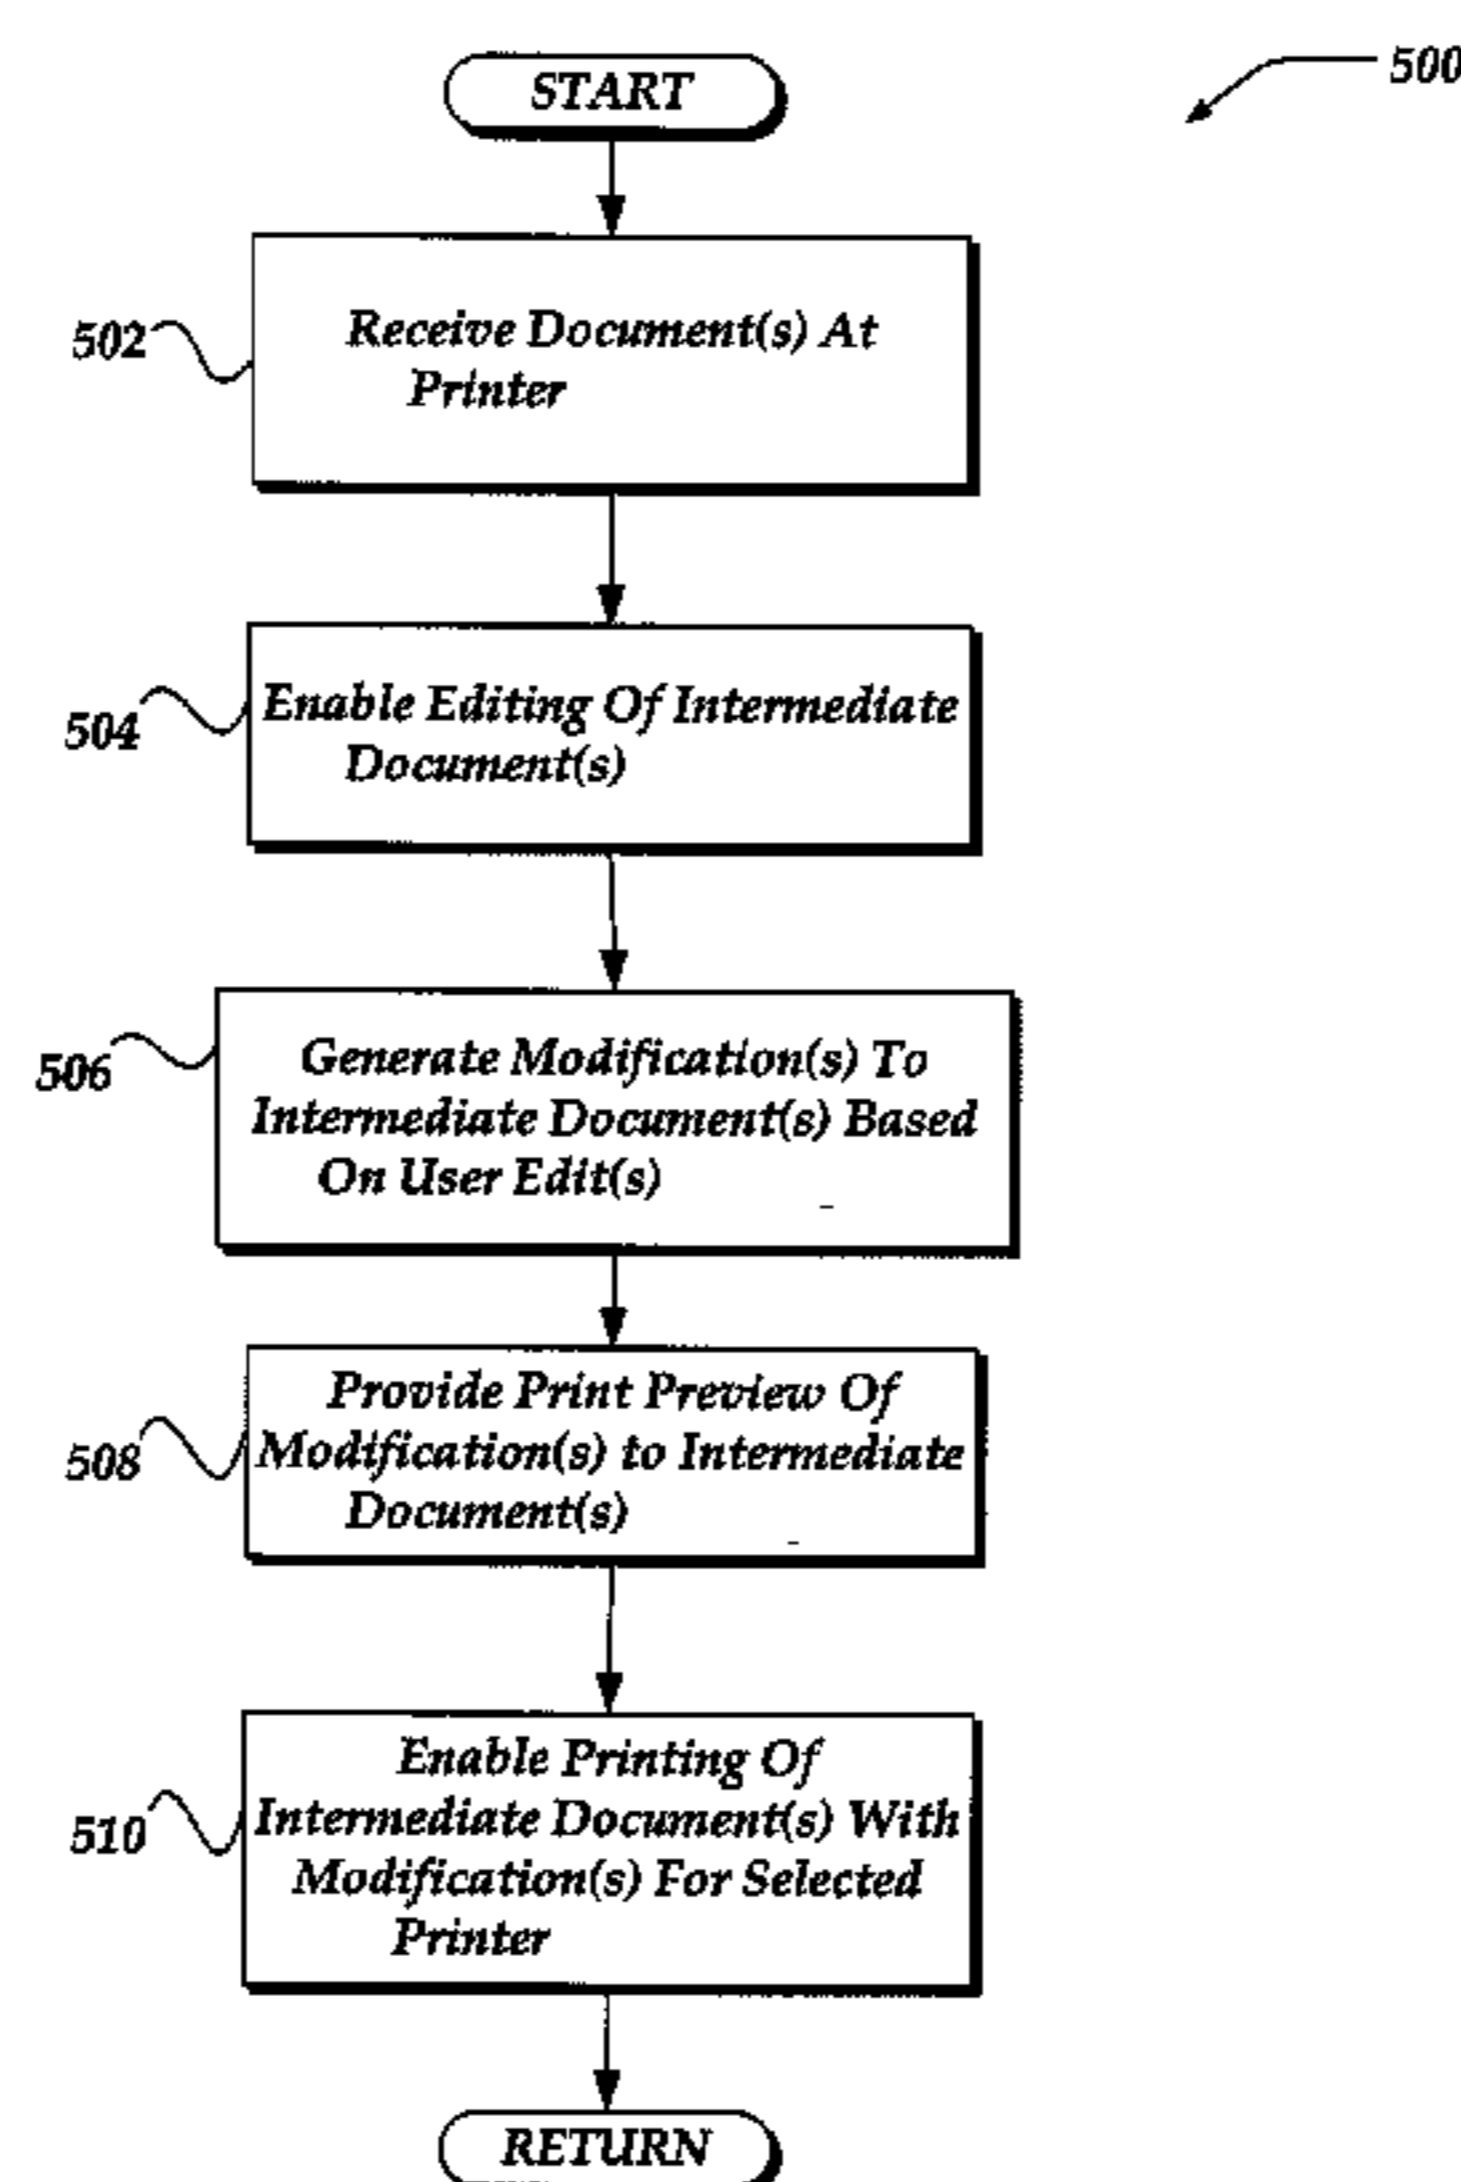 START
500
502
Receive Document(s) At
Printer
504
Enable Editing Of Intermediate
Document(s)
506
Generate Modification(s) To
Intermediate Document(s) Based
On User Edit(s)
508
Provide Print Preview Of
Modification(s) to Intermediate
Document(s)
510
Enable Printing Of
Intermediate Document(s) With
Modification(s) For Selected
Printer
RETURN